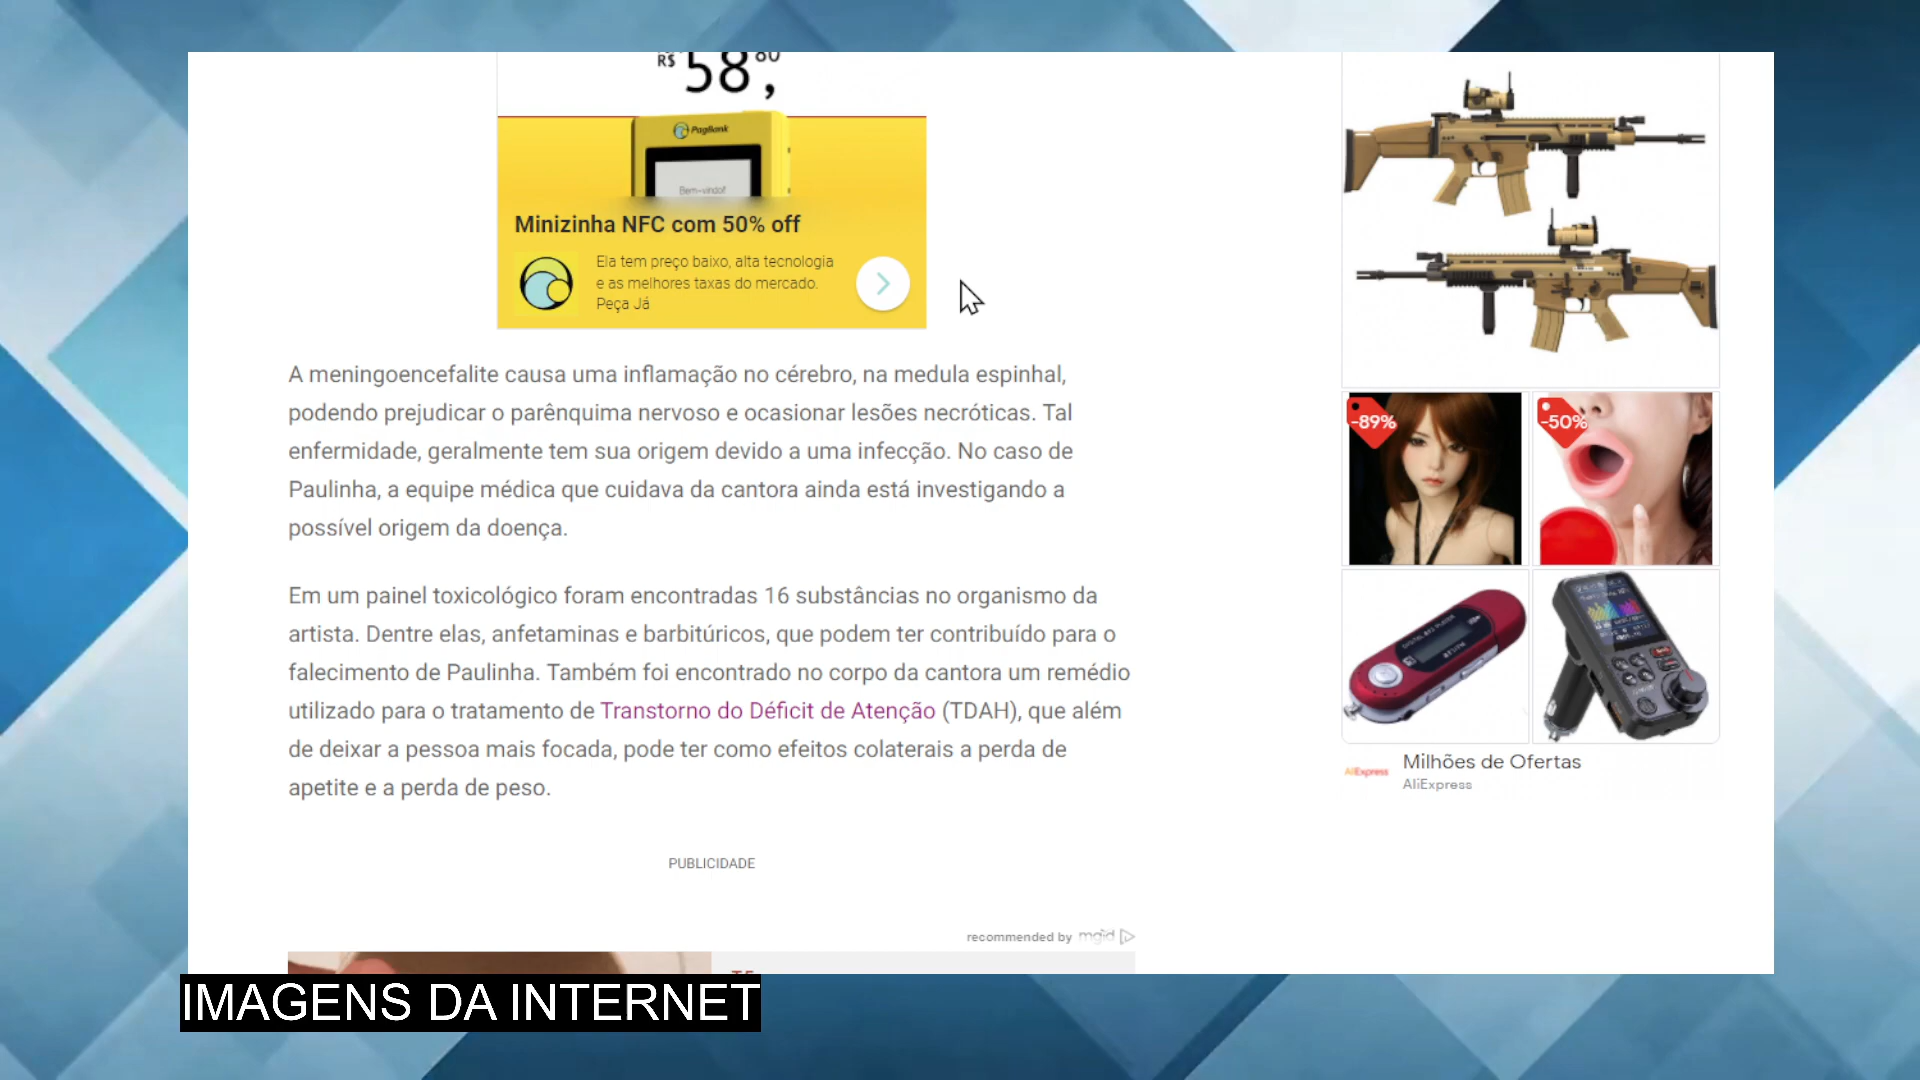 R$ 58,80
PagBank
Bem-vindo!
Minizinha NFC com 50% off
Ela tem preço baixo, alta tecnologia
e as melhores taxas do mercado.
Peça Já
A meningoencefalite causa uma inflamação no cérebro, na medula espinhal,
podendo prejudicar o parênquima nervoso e ocasionar lesões necróticas. Tal
enfermidade, geralmente tem sua origem devido a uma infecção. No caso de
Paulinha, a equipe médica que cuidava da cantora ainda está investigando a
possível origem da doença.
Em um painel toxicológico foram encontradas 16 substâncias no organismo da
artista. Dentre elas, anfetaminas e barbitúricos, que podem ter contribuído para o
falecimento de Paulinha. Também foi encontrado no corpo da cantora um remédio
utilizado para o tratamento de Transtorno do Déficit de Atenção (TDAH), que além
de deixar a pessoa mais focada, pode ter como efeitos colaterais a perda de
apetite e a perda de peso.
PUBLICIDADE
recommended by mgid
-89%
-50%
Milhões de Ofertas
AliExpress
AliExpress
IMAGENS DA INTERNET